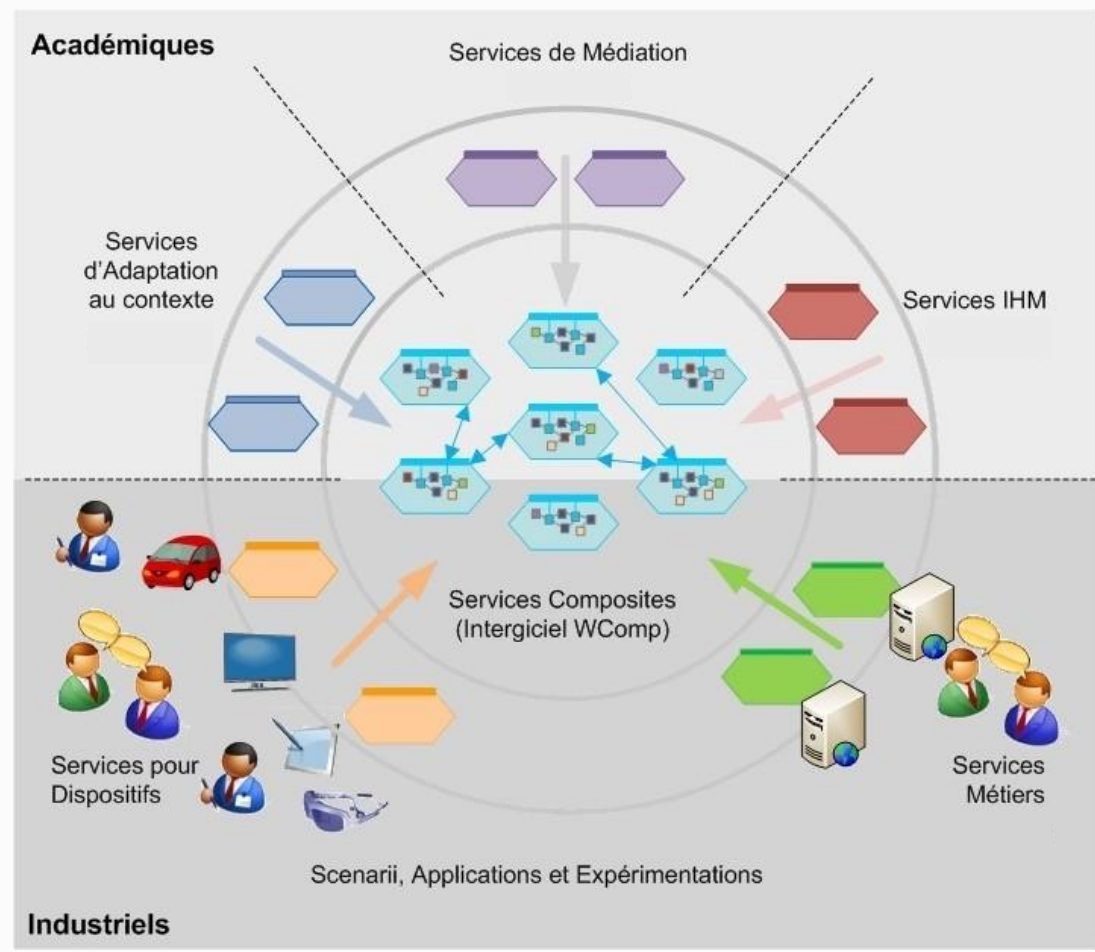 Académiques
Services de Médiation
Services
d'Adaptation
au contexte
Services IHM
Services Composites
(Intergiciel WComp)
Services pour
Dispositifs
Services
Métiers
Scenarii, Applications et Expérimentations
Industriels